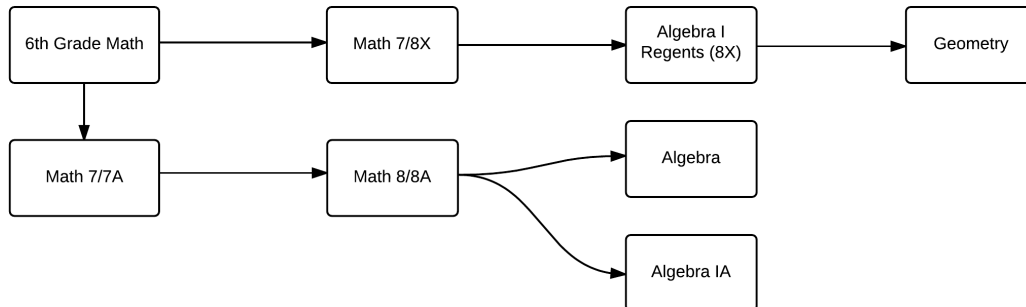 6th Grade Math
Math 7/8X
Algebra I
Regents (8X)
Geometry
Math 7/7A
Math 8/8A
Algebra
Algebra IA